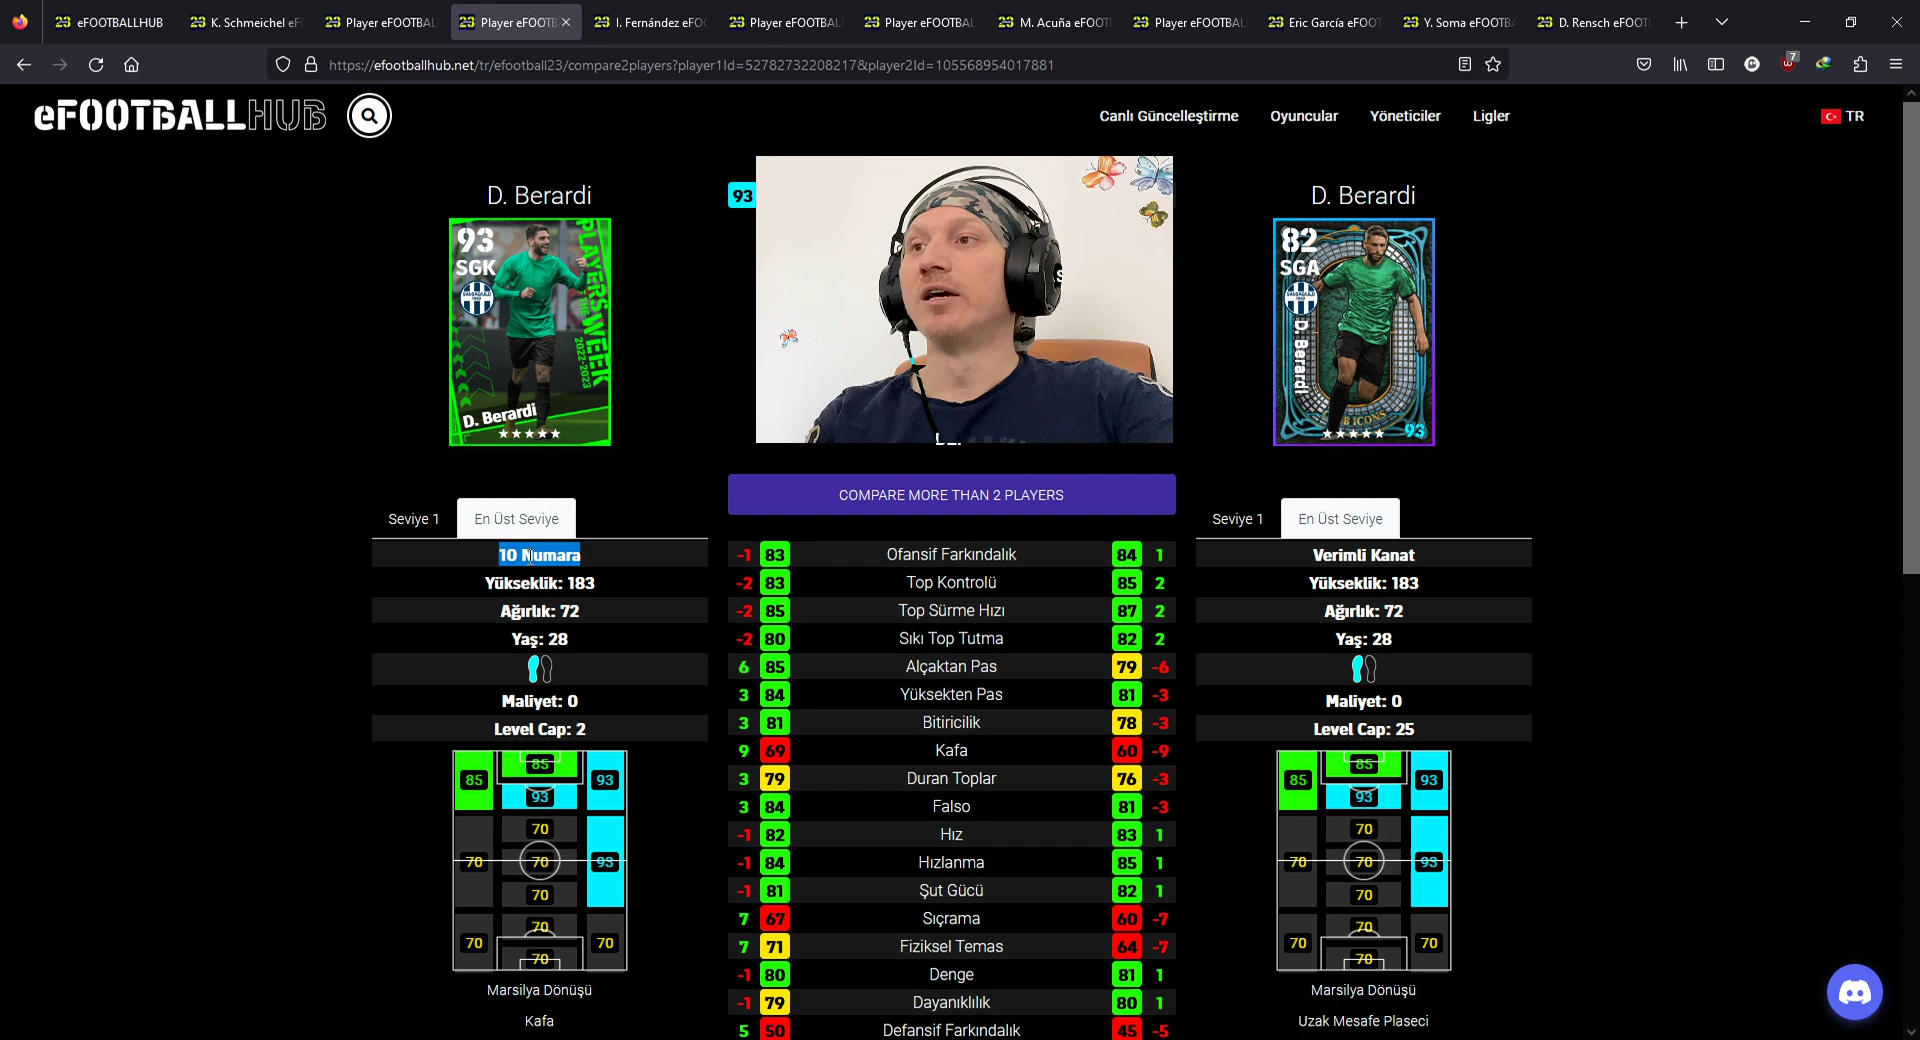 eFOOTBALLHUB
K. Schmeichel eF
Player eFOOTBAL
Player eFOOTB
I. Fernández eFO
Player eFOOTBAL
Player eFOOTBAL
M. Acuña eFOOT
Player eFOOTBAL
Eric García eFOOT
Y. Soma eFOOTB
D. Rensch eFOOT
https://efootballhub.net/tr/efootball23/compare2players?player1Id=52782732208217&player2Id=105568954017881
7
eFOOTBALLHUB
Canlı Güncelleştirme
Oyuncular
Yöneticiler
Ligler
TR
D. Berardi
93
D. Berardi
93
SGK
PLAYERS OF THE WEEK
2022-2023
D. Berardi
82
SGA
D. Berardi
93
COMPARE MORE THAN 2 PLAYERS
Seviye 1
En Üst Seviye
Seviye 1
En Üst Seviye
10 Numara
-1 83 Ofansif Farkındalık 84 1
Verimli Kanat
Yükseklik: 183
-2 83 Top Kontrolü 85 2
Yükseklik: 183
Ağırlık: 72
-2 85 Top Sürme Hızı 87 2
Ağırlık: 72
Yaş: 28
-2 80 Sıkı Top Tutma 82 2
Yaş: 28
6 85 Alçaktan Pas 79 -6
Maliyet: 0
3 84 Yüksekten Pas 81 -3
Maliyet: 0
Level Cap: 2
3 81 Bitiricilik 78 -3
Level Cap: 25
9 69 Kafa 60 -9
85 85 93
3 79 Duran Toplar 76 -3
85 85 93
93
3 84 Falso 81 -3
93
70
-1 82 Hız 83 1
70
70 70 93
-1 84 Hızlanma 85 1
70 70 93
70
-1 81 Şut Gücü 82 1
70
70
7 67 Sıçrama 60 -7
70
70 70
7 71 Fiziksel Temas 64 -7
70 70
70
-1 80 Denge 81 1
70
Marsilya Dönüşü
-1 79 Dayanıklılık 80 1
Marsilya Dönüşü
Kafa
5 50 Defansif Farkındalık 45 -5
Uzak Mesafe Plaseci